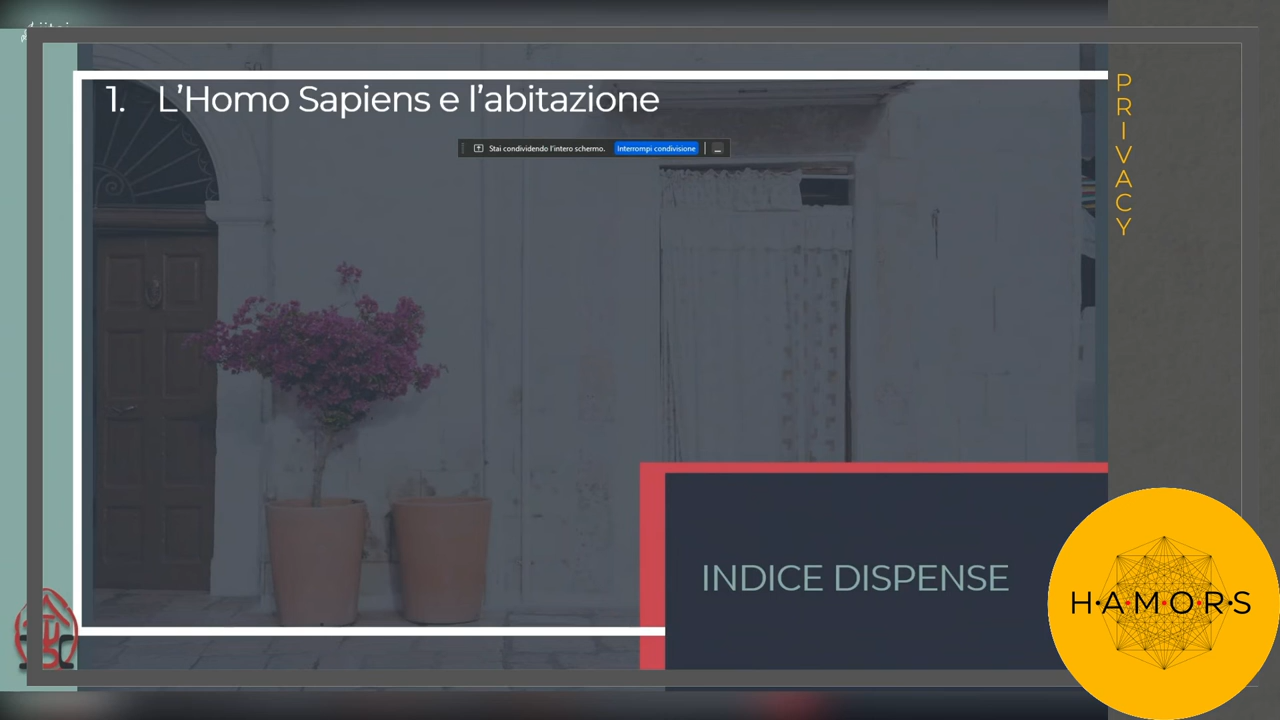 1. L'Homo Sapiens e l'abitazione
Stai condividendo l'intero schermo. Interrompi condivisione
PRIVACY
INDICE DISPENSE
H•A•M•O•R•S